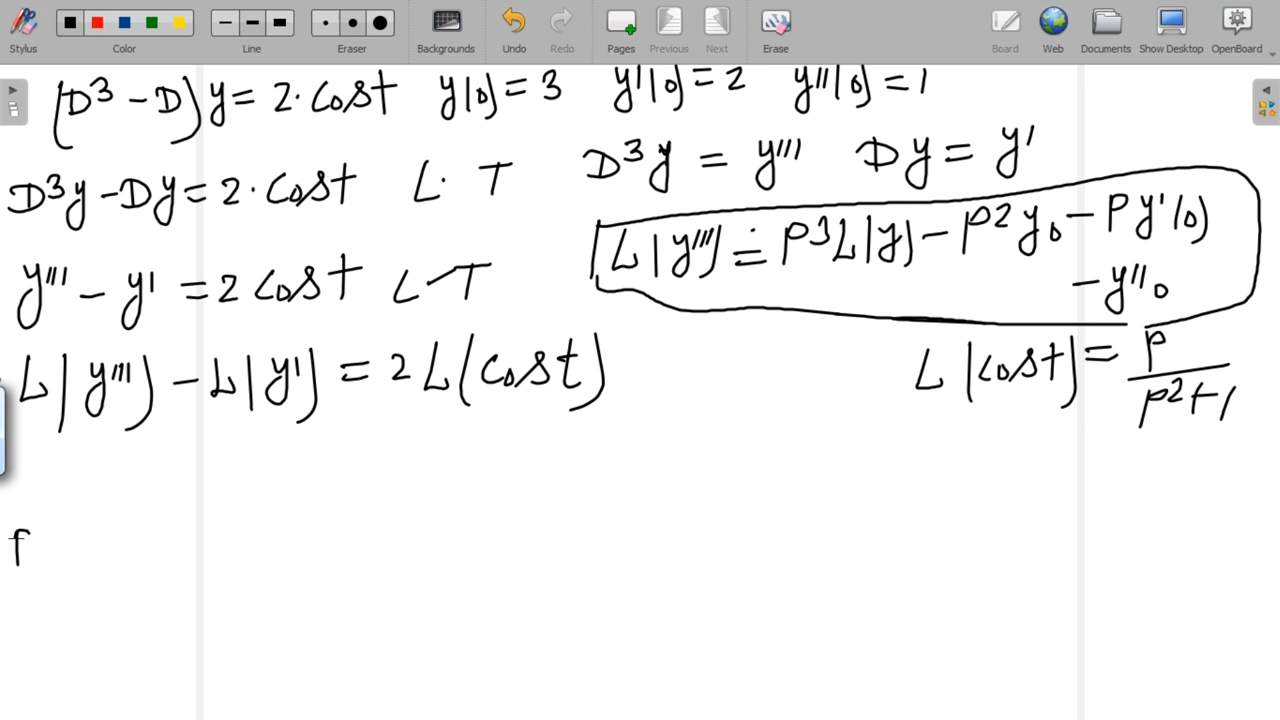 Stylus Color Line Eraser Backgrounds Undo Redo Pages Previous Next Erase Board Web Documents Show Desktop OpenBoard
(D³ - D) y = 2·Cost y(0) = 3 y'(0) = 2 y''(0) = 1
D³y - Dy = 2·Cost L·T D³y = y''' Dy = y'
L(y''') = P³L(y) - P²y₀ - Py'(0)
- y''₀
y''' - y' = 2 Cost L T
L(y''') - L(y') = 2 L(Cost) L(Cost) = P
P²+1
f